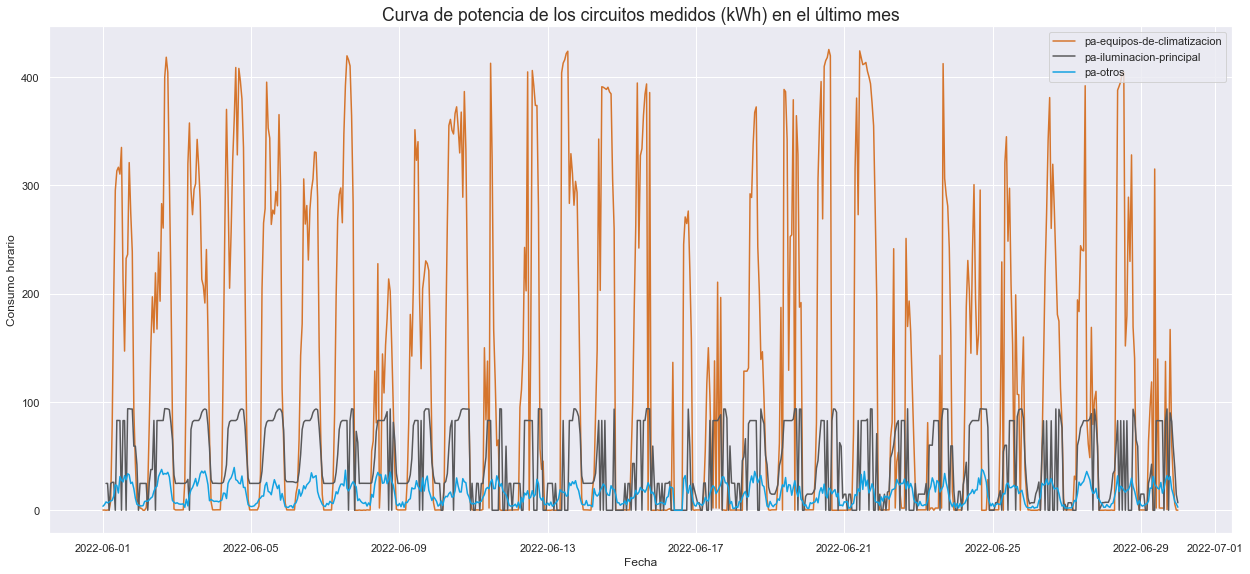 Curva de potencia de los circuitos medidos (kWh) en el último mes
pa-equipos-de-climatizacion
pa-iluminacion-principal
pa-otros
Consumo horario
400
300
200
100
0
2022-06-01
2022-06-05
2022-06-09
2022-06-13
2022-06-17
2022-06-21
2022-06-25
2022-06-29
2022-07-01
Fecha